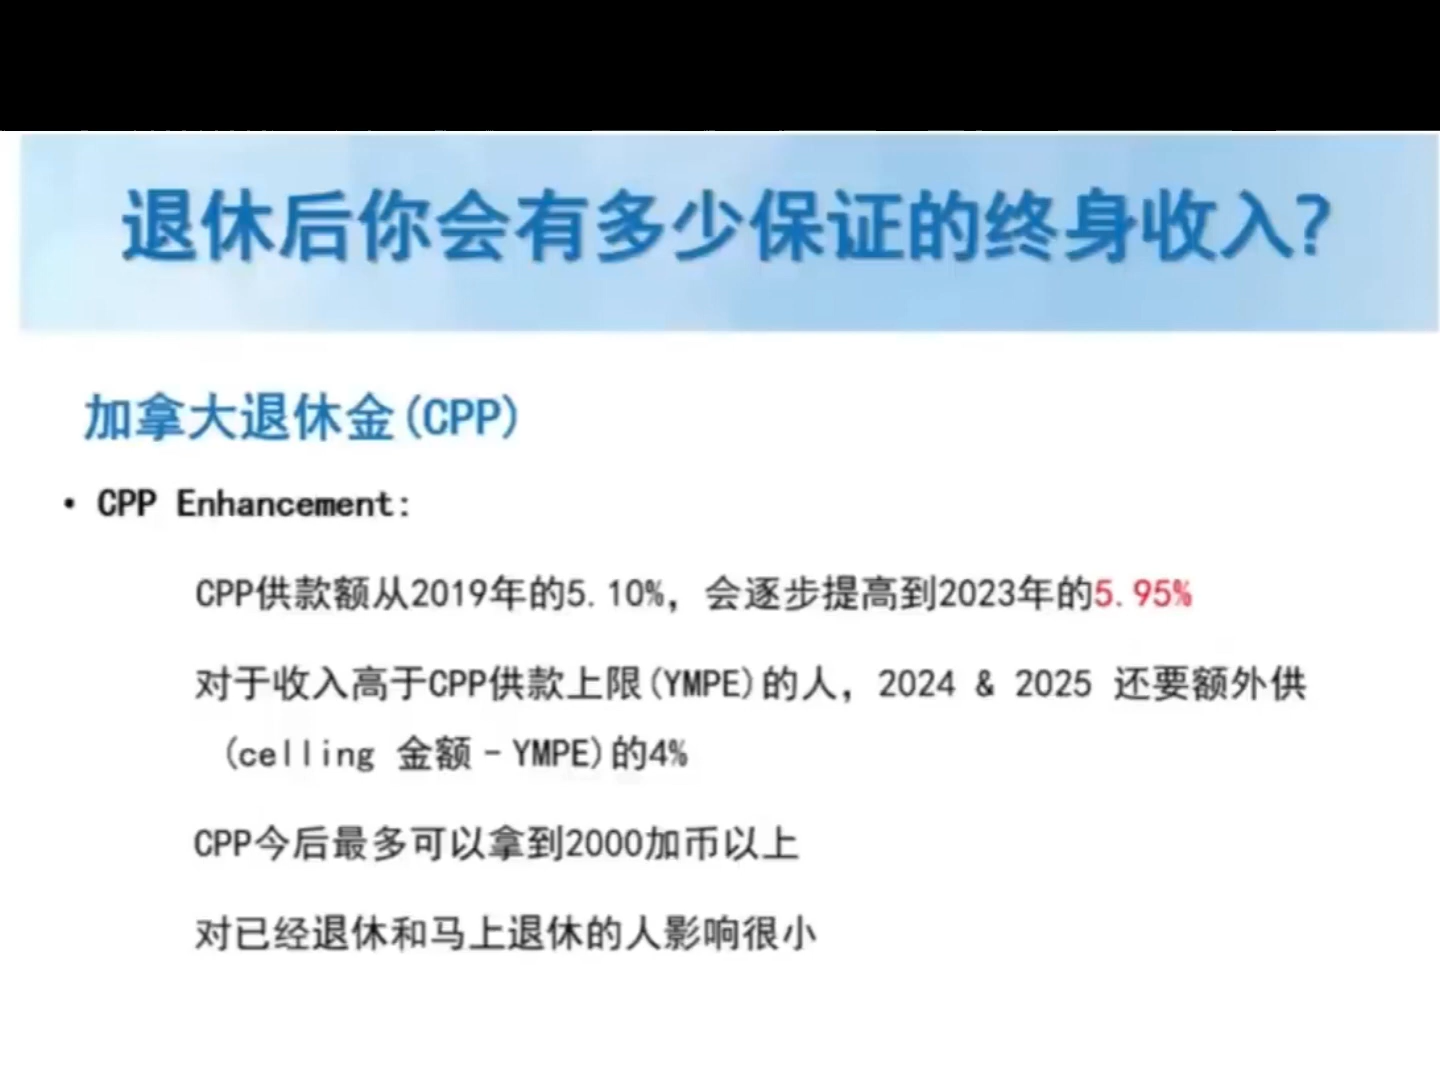 退休后你会有多少保证的终身收入?
加拿大退休金(CPP)
• CPP Enhancement:
CPP供款额从2019年的5.10%，会逐步提高到2023年的5.95%
对于收入高于CPP供款上限(YMPE)的人，2024 & 2025 还要额外供
(celling 金额–YMPE)的4%
CPP今后最多可以拿到2000加币以上
对已经退休和马上退休的人影响很小